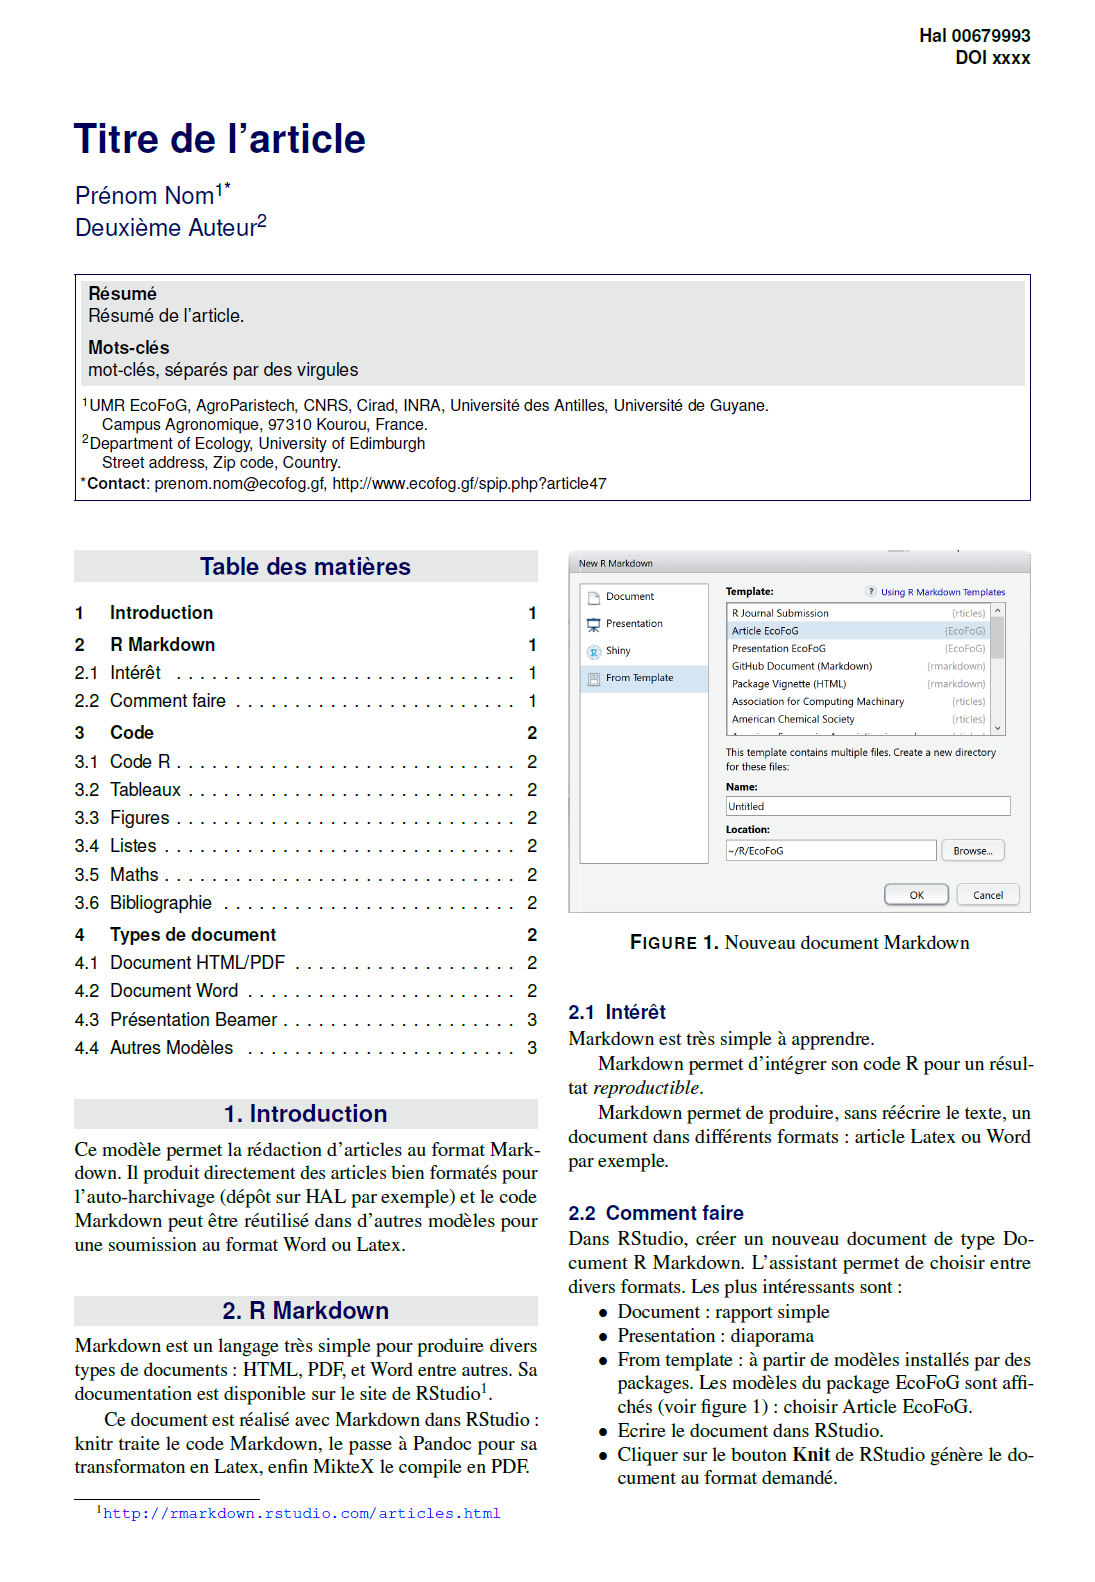 Hal 00679993
DOI xxxx
Titre de l'article
Prénom Nom1*
Deuxième Auteur2
Résumé
Résumé de l'article.
Mots-clés
mot-clés, séparés par des virgules
1UMR EcoFoG, AgroParistech, CNRS, Cirad, INRA, Université des Antilles, Université de Guyane.
Campus Agronomique, 97310 Kourou, France.
2Department of Ecology, University of Edimburgh
Street address, Zip code, Country.
*Contact: prenom.nom@ecofog.gf, http://www.ecofog.gf/spip.php?article47
Table des matières
1 Introduction 1
2 R Markdown 1
2.1 Intérêt . . . . . . . . . . . . . . . . . . . . . . . . . . . . . 1
2.2 Comment faire . . . . . . . . . . . . . . . . . . . . . . . . 1
3 Code 2
3.1 Code R . . . . . . . . . . . . . . . . . . . . . . . . . . . . . 2
3.2 Tableaux . . . . . . . . . . . . . . . . . . . . . . . . . . . . 2
3.3 Figures . . . . . . . . . . . . . . . . . . . . . . . . . . . . . 2
3.4 Listes . . . . . . . . . . . . . . . . . . . . . . . . . . . . . . 2
3.5 Maths . . . . . . . . . . . . . . . . . . . . . . . . . . . . . . 2
3.6 Bibliographie . . . . . . . . . . . . . . . . . . . . . . . . . 2
4 Types de document 2
4.1 Document HTML/PDF . . . . . . . . . . . . . . . . . . . 2
4.2 Document Word . . . . . . . . . . . . . . . . . . . . . . . 2
4.3 Présentation Beamer . . . . . . . . . . . . . . . . . . . . 3
4.4 Autres Modèles . . . . . . . . . . . . . . . . . . . . . . . 3
1. Introduction
Ce modèle permet la rédaction d'articles au format Mark-
down. Il produit directement des articles bien formatés pour
l'auto-harchivage (dépôt sur HAL par exemple) et le code
Markdown peut être réutilisé dans d'autres modèles pour
une soumission au format Word ou Latex.
2. R Markdown
Markdown est un langage très simple pour produire divers
types de documents : HTML, PDF, et Word entre autres. Sa
documentation est disponible sur le site de RStudio1.
Ce document est réalisé avec Markdown dans RStudio :
knitr traite le code Markdown, le passe à Pandoc pour sa
transformaton en Latex, enfin MikteX le compile en PDF.
1http://rmarkdown.rstudio.com/articles.html
New R Markdown
Document
Presentation
Shiny
From Template
Template: ? Using R Markdown Templates
R Journal Submission {rticles}
Article EcoFoG {EcoFoG}
Presentation EcoFoG {EcoFoG}
GitHub Document (Markdown) {rmarkdown}
Package Vignette (HTML) {rmarkdown}
Association for Computing Machinary {rticles}
American Chemical Society {rticles}
This template contains multiple files. Create a new directory
for these files:
Name:
Untitled
Location:
~/R/EcoFoG Browse...
OK Cancel
FIGURE 1. Nouveau document Markdown
2.1 Intérêt
Markdown est très simple à apprendre.
Markdown permet d'intégrer son code R pour un résul-
tat reproductible.
Markdown permet de produire, sans réécrire le texte, un
document dans différents formats : article Latex ou Word
par exemple.
2.2 Comment faire
Dans RStudio, créer un nouveau document de type Do-
cument R Markdown. L'assistant permet de choisir entre
divers formats. Les plus intéressants sont :
• Document : rapport simple
• Presentation : diaporama
• From template : à partir de modèles installés par des
packages. Les modèles du package EcoFoG sont affi-
chés (voir figure 1) : choisir Article EcoFoG.
• Ecrire le document dans RStudio.
• Cliquer sur le bouton Knit de RStudio génère le do-
cument au format demandé.